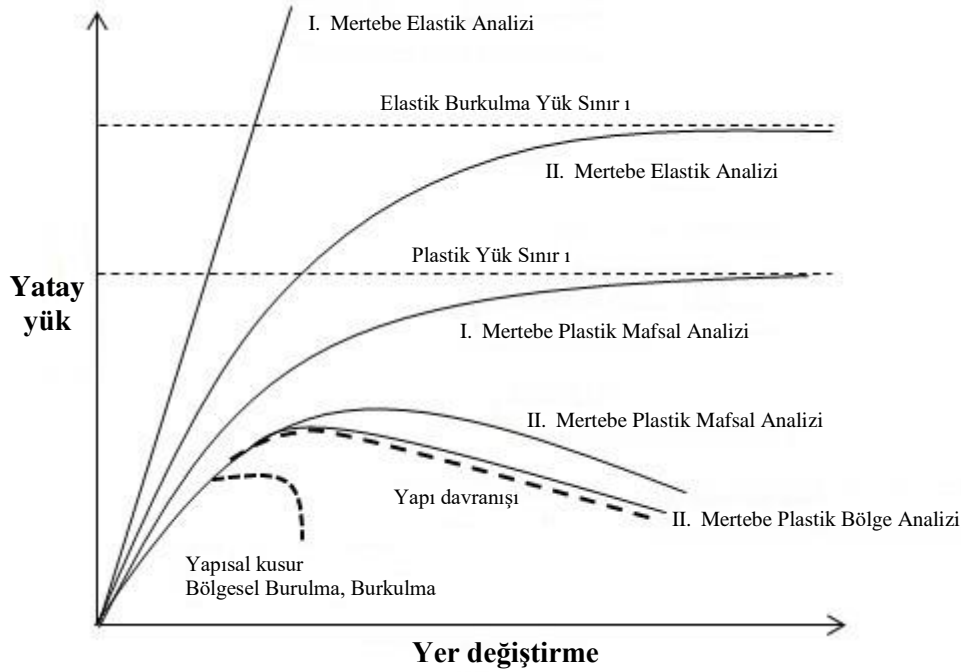 I. Mertebe Elastik Analizi
Elastik Burkulma Yük Sınır ı
II. Mertebe Elastik Analizi
Plastik Yük Sınır ı
Yatay
yük
I. Mertebe Plastik Mafsal Analizi
II. Mertebe Plastik Mafsal Analizi
Yapı davranışı
II. Mertebe Plastik Bölge Analizi
Yapısal kusur
Bölgesel Burulma, Burkulma
Yer değiştirme